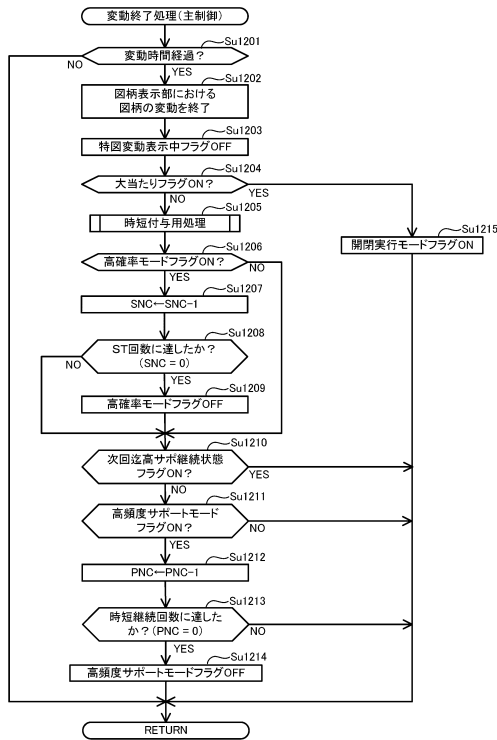 変動終了処理(主制御)
Su1201
変動時間経過?
NO
YES
Su1202
図柄表示部における
図柄の変動を終了
Su1203
特図変動表示中フラグOFF
Su1204
大当たりフラグON?
YES
NO
Su1205
時短付与用処理
Su1215
開閉実行モードフラグON
Su1206
高確率モードフラグON?
NO
YES
Su1207
SNC←SNC-1
Su1208
ST回数に達したか?
(SNC = 0)
NO
YES
Su1209
高確率モードフラグOFF
Su1210
次回迄高サポ継続状態
フラグON?
YES
NO
Su1211
高頻度サポートモード
フラグON?
NO
YES
Su1212
PNC←PNC-1
Su1213
時短継続回数に達した
か?(PNC = 0)
NO
YES
Su1214
高頻度サポートモードフラグOFF
RETURN